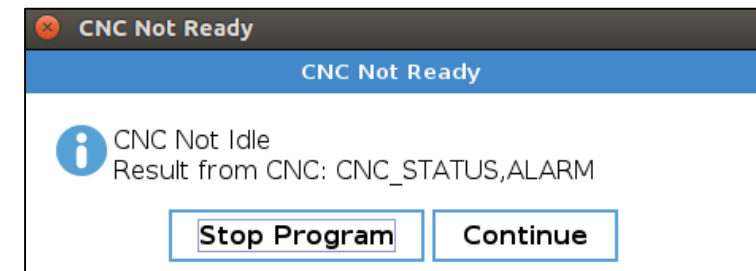 CNC Not Ready
CNC Not Ready
CNC Not Idle
Result from CNC: CNC_STATUS,ALARM
Stop Program
Continue